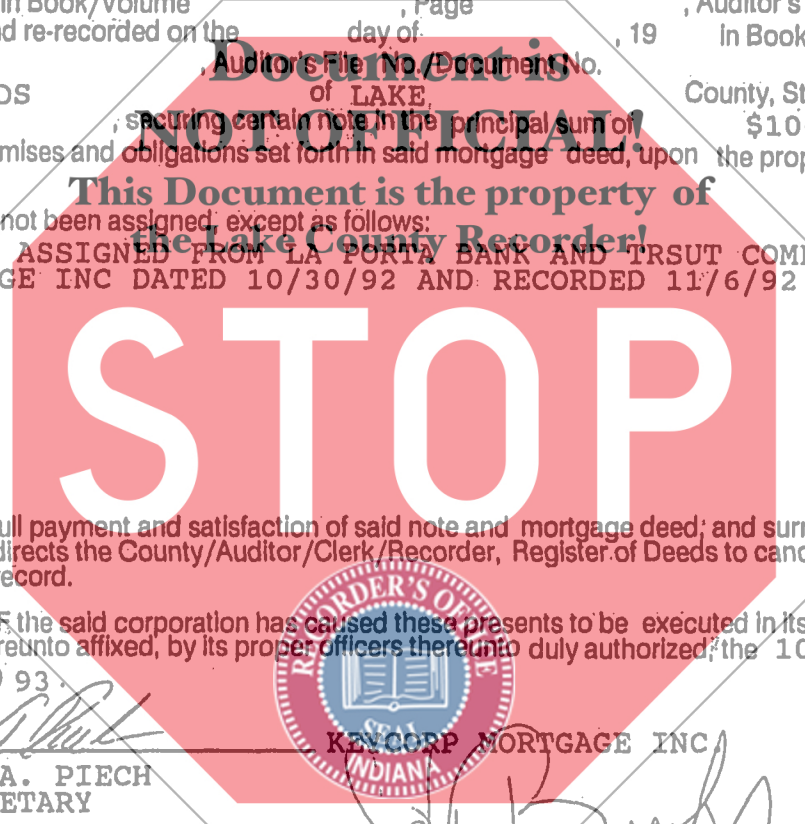 in Book/Volume , Page , Auditor's
d re-recorded on the day of , 19 in Book
Document is
, Auditor's File No./Document No.
DS of LAKE, County, St
NOT OFFICIAL!
, securing certain note in the principal sum of $10
mises and obligations set forth in said mortgage deed, upon the prop
This Document is the property of
not been assigned, except as follows:
the Lake County Recorder!
ASSIGNED FROM LA PORTA BANK AND TRSUT COM
GE INC DATED 10/30/92 AND RECORDED 11/6/92
STOP
ull payment and satisfaction of said note and mortgage deed; and surr
directs the County/Auditor/Clerk/Recorder, Register of Deeds to canc
ecord.
F the said corporation has caused these presents to be executed in its
reunto affixed, by its proper officers thereunto duly authorized, the 10
93.
RECORDER'S OFFICE
SEAL
INDIANA
KEYCORP MORTGAGE INC.
A. PIECH
ETARY